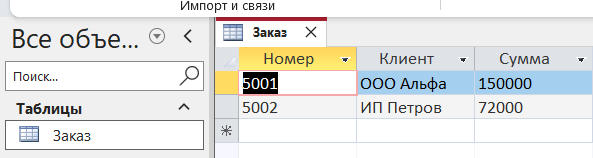 Импорт и связи
Все объе...
Поиск...
Таблицы
Заказ
Заказ
Номер Клиент Сумма
5001 ООО Альфа 150000
5002 ИП Петров 72000